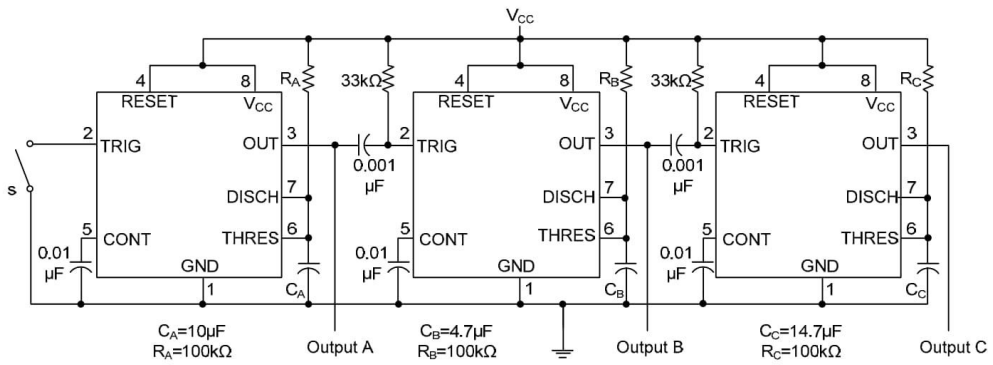 VCC
RA
33kΩ
RB
33kΩ
RC
4
8
4
8
4
8
RESET
VCC
RESET
VCC
RESET
VCC
2
TRIG
OUT
3
2
TRIG
OUT
3
2
TRIG
OUT
3
0.001
μF
0.001
μF
s
DISCH
7
DISCH
7
DISCH
7
5
CONT
THRES
6
5
CONT
THRES
6
5
CONT
THRES
6
0.01
μF
0.01
μF
0.01
μF
GND
GND
GND
1
CA
1
CB
1
CC
CA=10μF
RA=100kΩ
Output A
CB=4.7μF
RB=100kΩ
Output B
CC=14.7μF
RC=100kΩ
Output C